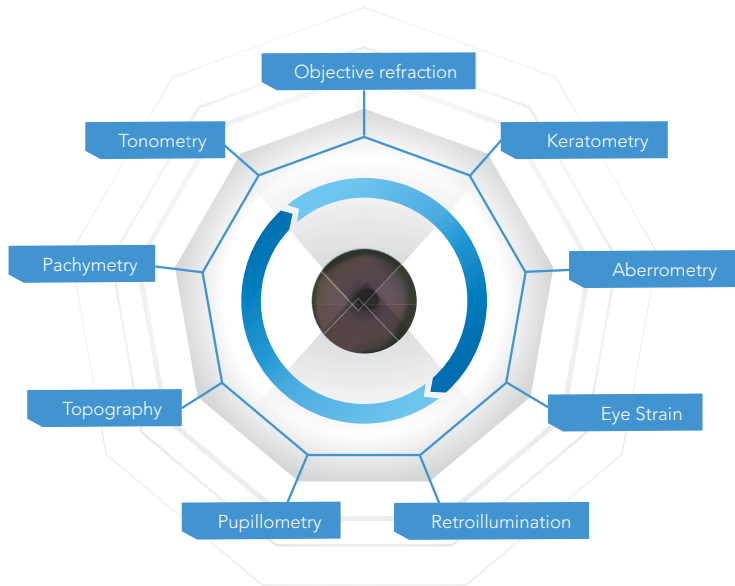 Objective refraction
Tonometry
Keratometry
Pachymetry
Aberrometry
Topography
Eye Strain
Pupillometry
Retroillumination